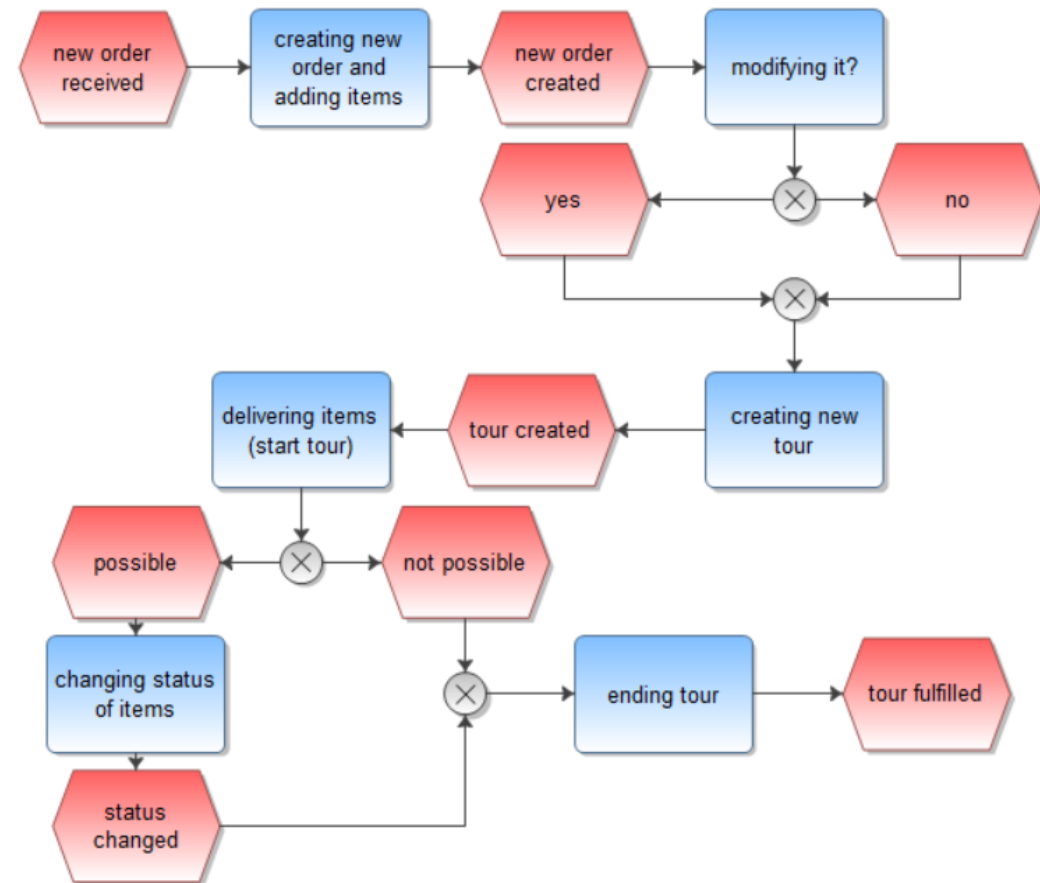 new order
received
creating new
order and
adding items
new order
created
modifying it?
yes
no
creating new
tour
tour created
delivering items
(start tour)
possible
not possible
changing status
of items
status
changed
ending tour
tour fulfilled